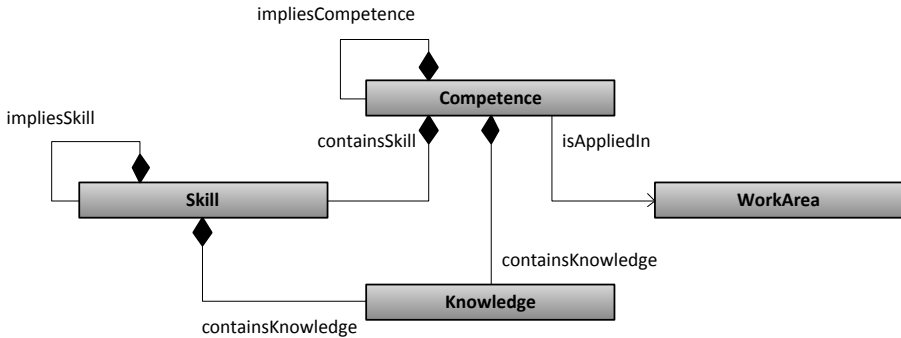 impliesCompetence
Competence
impliesSkill
containsSkill
isAppliedIn
Skill
WorkArea
containsKnowledge
Knowledge
containsKnowledge